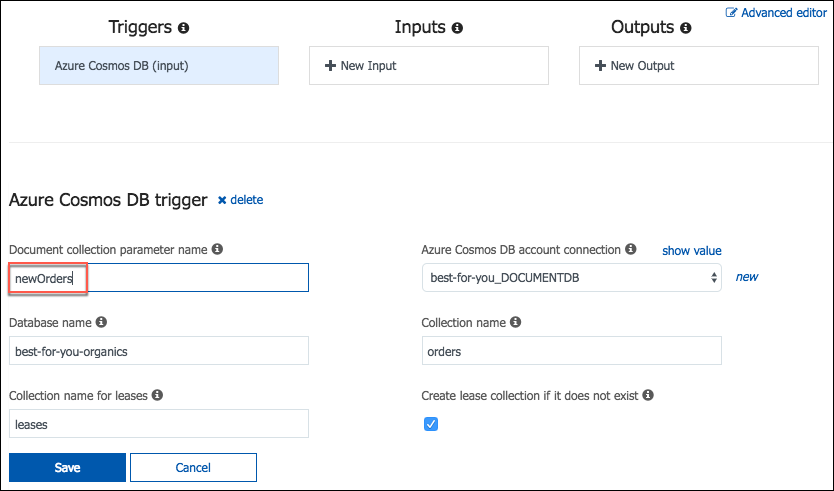 Advanced editor
Triggers Inputs Outputs
Azure Cosmos DB (input) New Input New Output
Azure Cosmos DB trigger delete
Document collection parameter name Azure Cosmos DB account connection show value
newOrders best-for-you_DOCUMENTDB new
Database name Collection name
best-for-you-organics orders
Collection name for leases Create lease collection if it does not exist
leases
Save Cancel